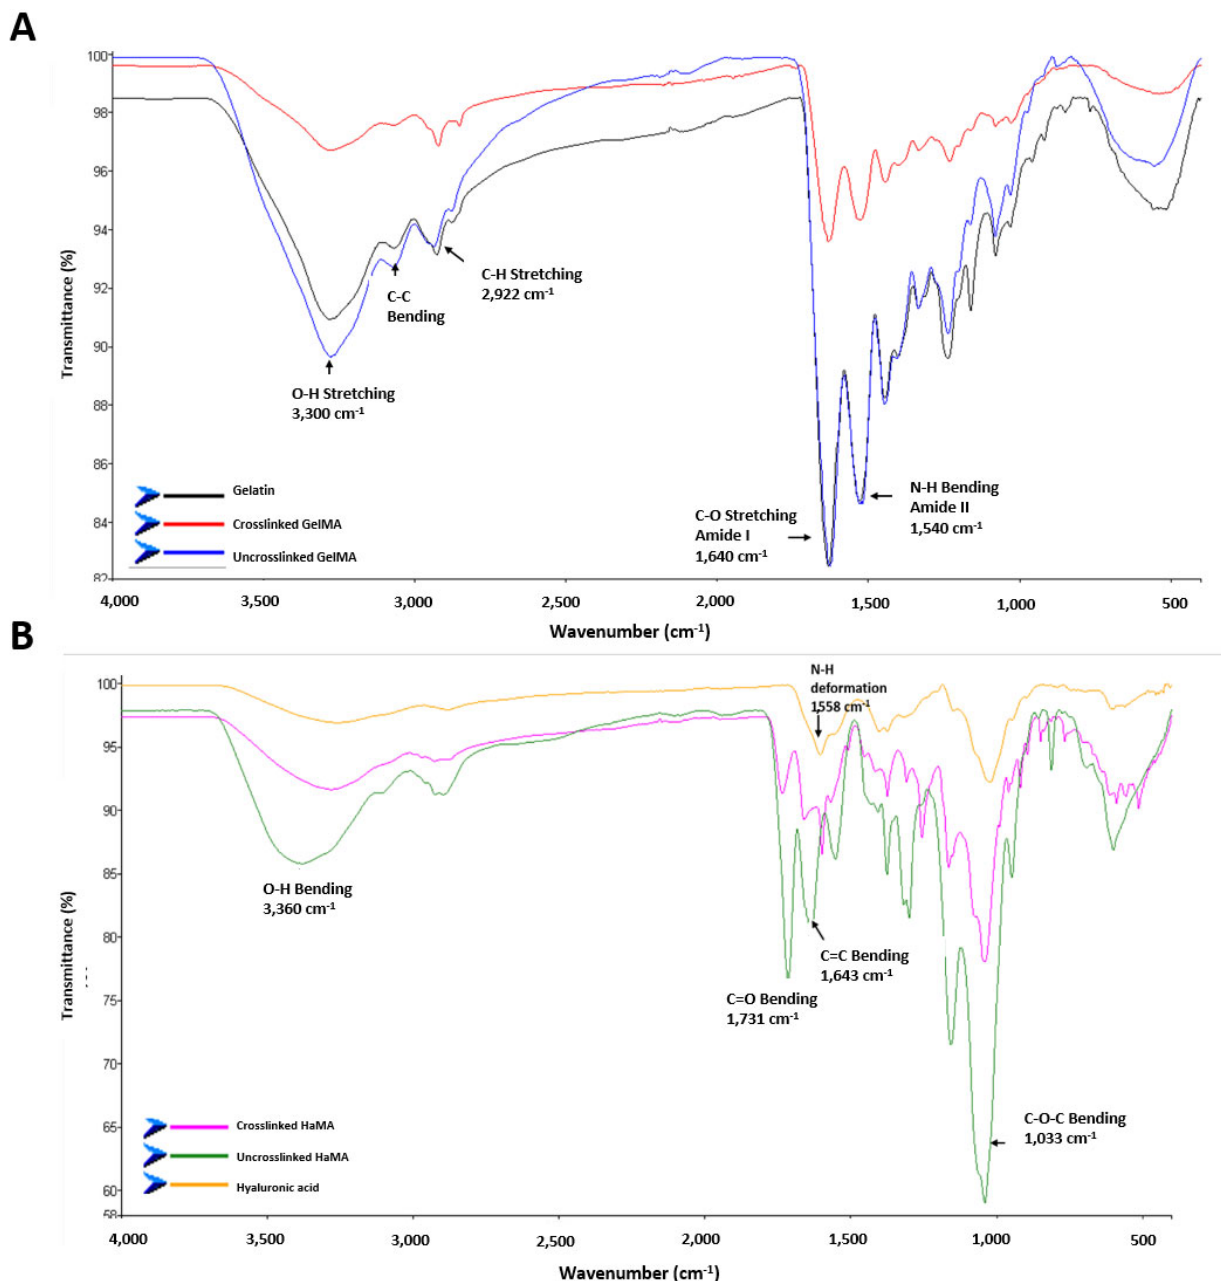 A
100
98
96
94
92
90
88
86
84
82
Transmittance (%)
C-H Stretching
2,922 cm-1
C-C
Bending
O-H Stretching
3,300 cm-1
C-O Stretching
Amide I
1,640 cm-1
N-H Bending
Amide II
1,540 cm-1
Gelatin
Crosslinked GelMA
Uncrosslinked GelMA
4,000 3,500 3,000 2,500 2,000 1,500 1,000 500
Wavenumber (cm-1)
B
100
95
90
85
80
75
70
65
60
58
Transmittance (%)
N-H
deformation
1558 cm-1
O-H Bending
3,360 cm-1
C=C Bending
1,643 cm-1
C=O Bending
1,731 cm-1
C-O-C Bending
1,033 cm-1
Crosslinked HaMA
Uncrosslinked HaMA
Hyaluronic acid
4,000 3,500 3,000 2,500 2,000 1,500 1,000 500
Wavenumber (cm-1)